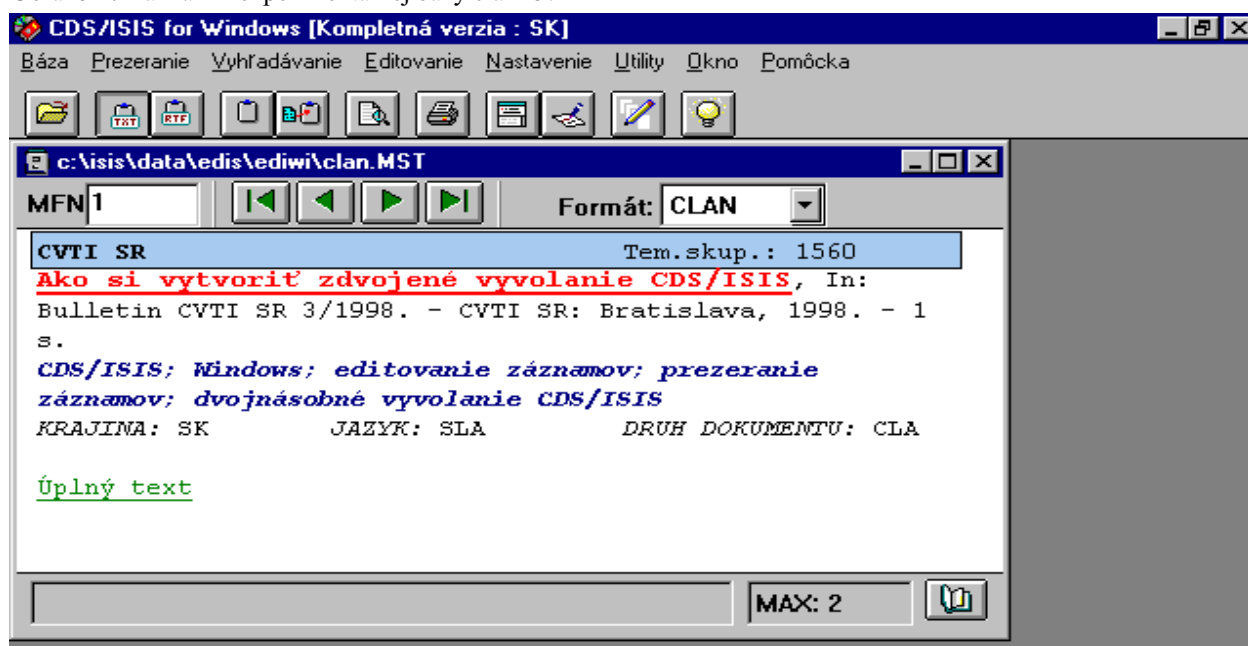 CDS/ISIS for Windows [Kompletná verzia : SK]
Báza Prezeranie Vyhľadávanie Editovanie Nastavenie Utility Okno Pomôcka
TXT RTF
c:\isis\data\edis\ediwi\clan.MST
MFN 1 Formát: CLAN
CVTI SR Tem.skup.: 1560
Ako si vytvoriť zdvojené vyvolanie CDS/ISIS, In:
Bulletin CVTI SR 3/1998. - CVTI SR: Bratislava, 1998. - 1
s.
CDS/ISIS; Windows; editovanie záznamov; prezeranie
záznamov; dvojnásobné vyvolanie CDS/ISIS
KRAJINA: SK JAZYK: SLA DRUH DOKUMENTU: CLA
Úplný text
MAX: 2